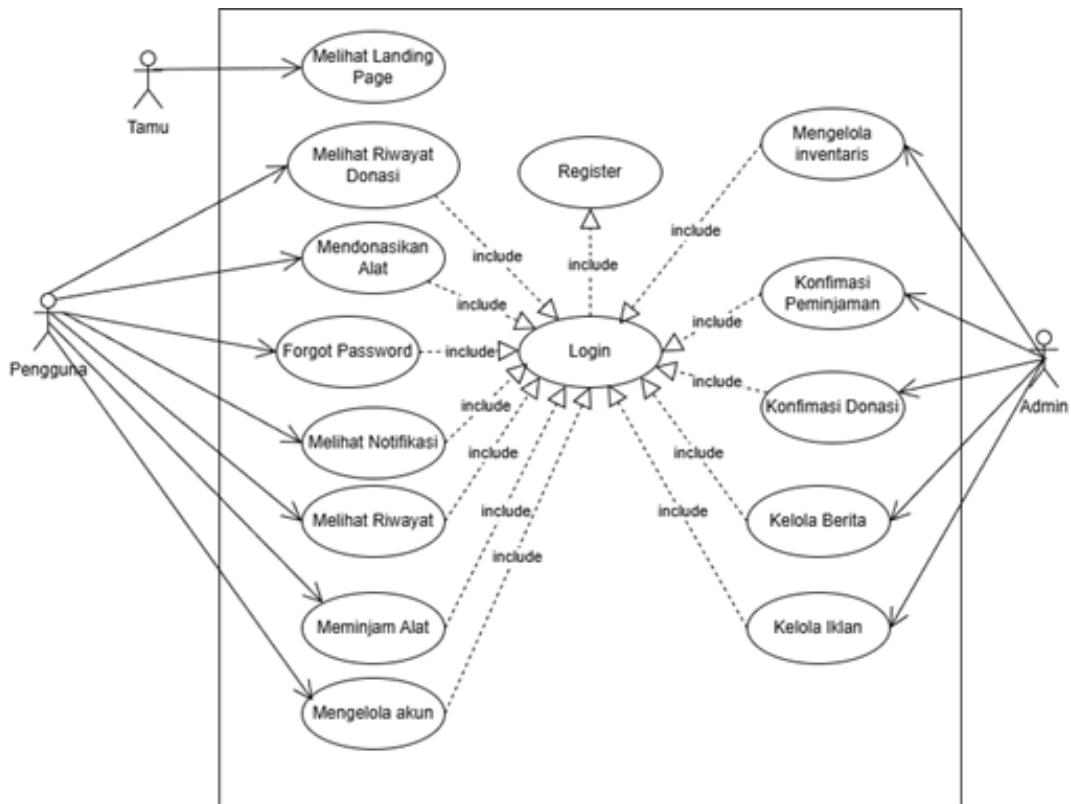 Melihat Landing
Page
Tamu
Melihat Riwayat
Donasi
Register
Mengelola
inventaris
include
include
include
Mendonasikan
Alat
include
Konfimasi
Peminjaman
include
Pengguna
Forgot Password
include
Login
Admin
include
Konfimasi Donasi
Melihat Notifikasi
include
include
include
Melihat Riwayat
include
include
Kelola Berita
include
Meminjam Alat
Kelola Iklan
Mengelola akun